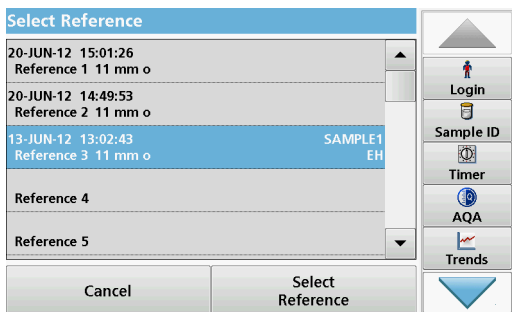 Select Reference
20-JUN-12 15:01:26
Reference 1 11 mm o
20-JUN-12 14:49:53
Reference 2 11 mm o
13-JUN-12 13:02:43 SAMPLE1
Reference 3 11 mm o EH
Reference 4
Reference 5
Cancel
Select
Reference
Login
Sample ID
Timer
AQA
Trends